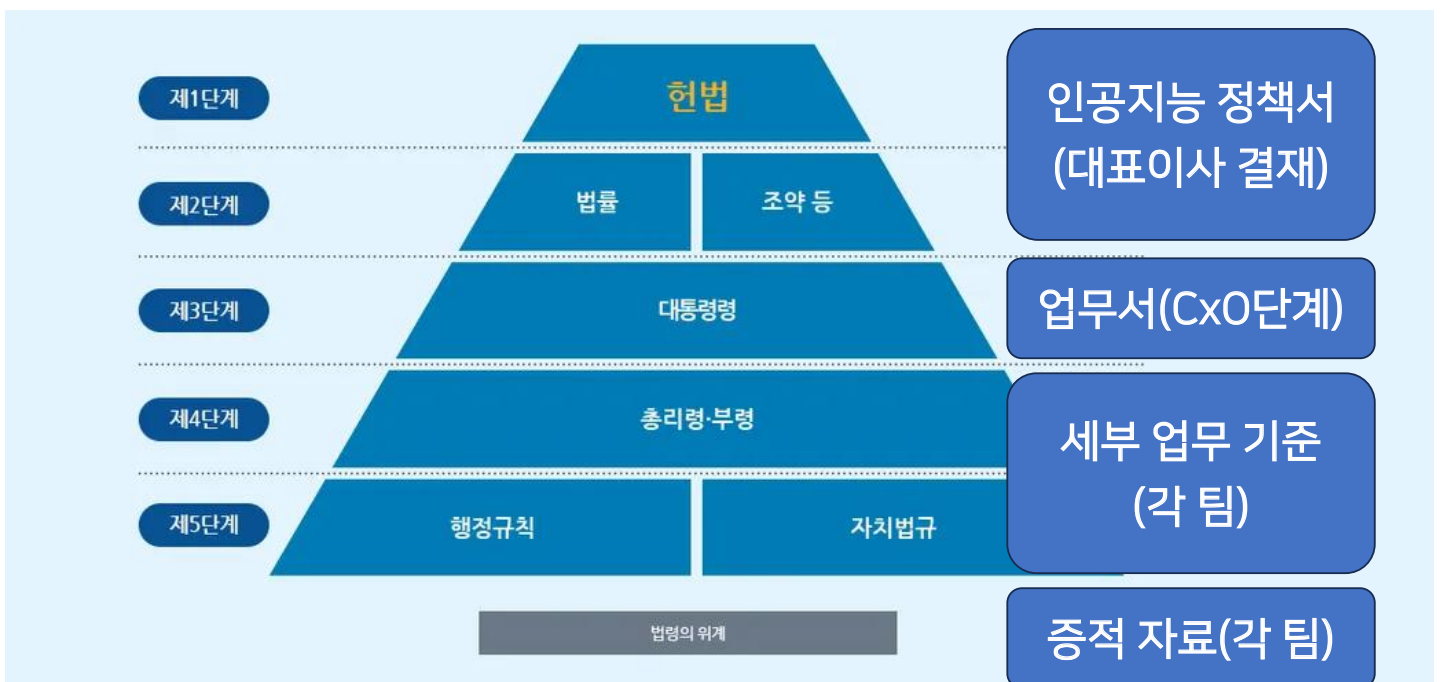 제1단계
헌법
인공지능 정책서
(대표이사 결재)
제2단계
법률
조약 등
제3단계
대통령령
업무서(CxO단계)
제4단계
총리령·부령
세부 업무 기준
(각 팀)
제5단계
행정규칙
자치법규
법령의 위계
증적 자료(각 팀)